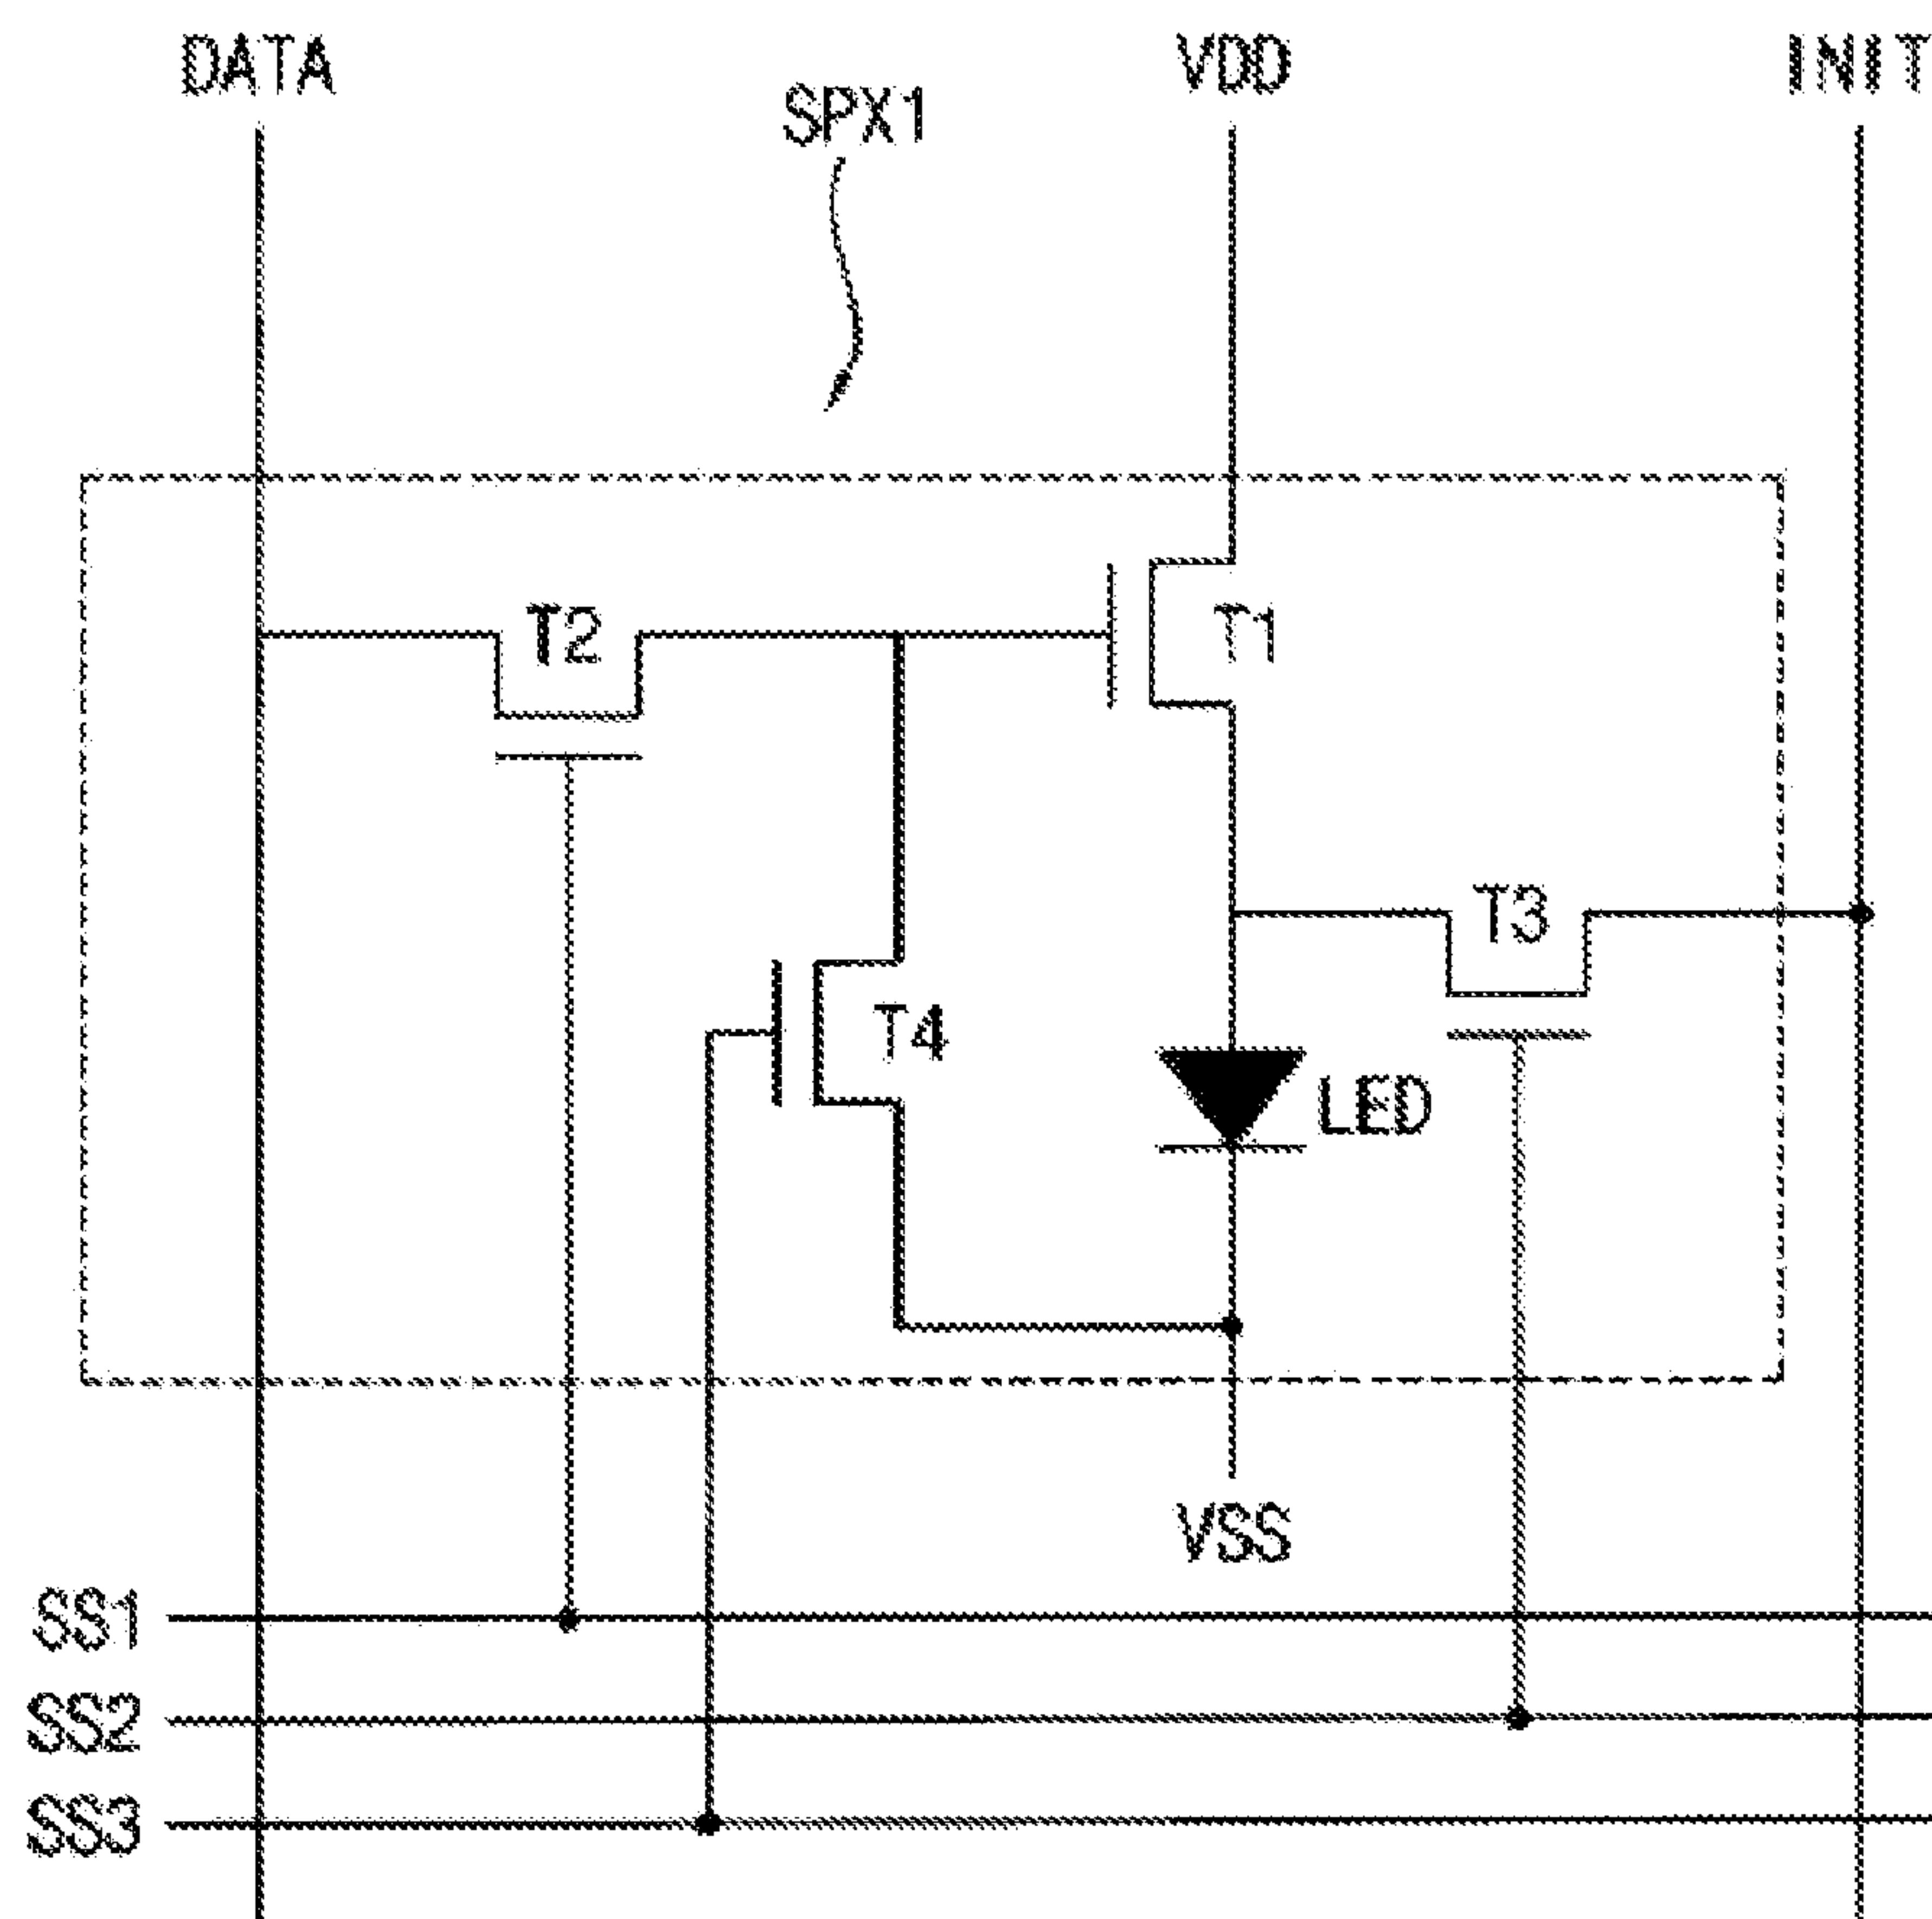 DATA
VDD
INIT
SPX1
T2
T1
T3
T4
LED
VSS
SS1
SS2
SS3